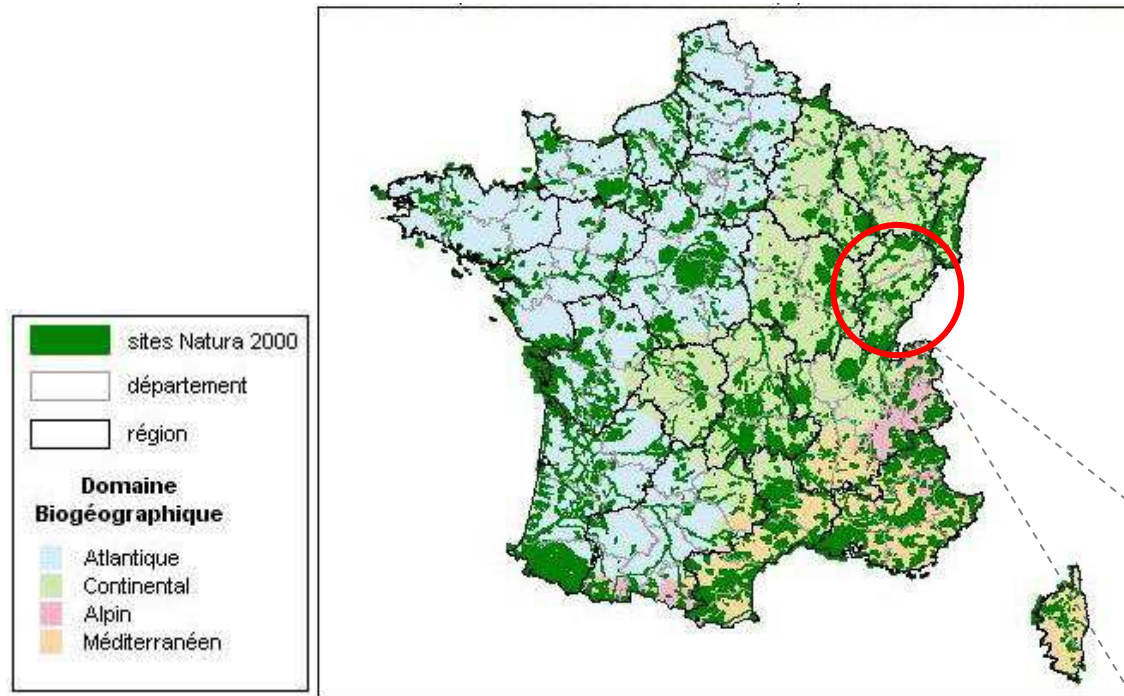 sites Natura 2000
département
région
Domaine
Biogéographique
Atlantique
Continental
Alpin
Méditerranéen